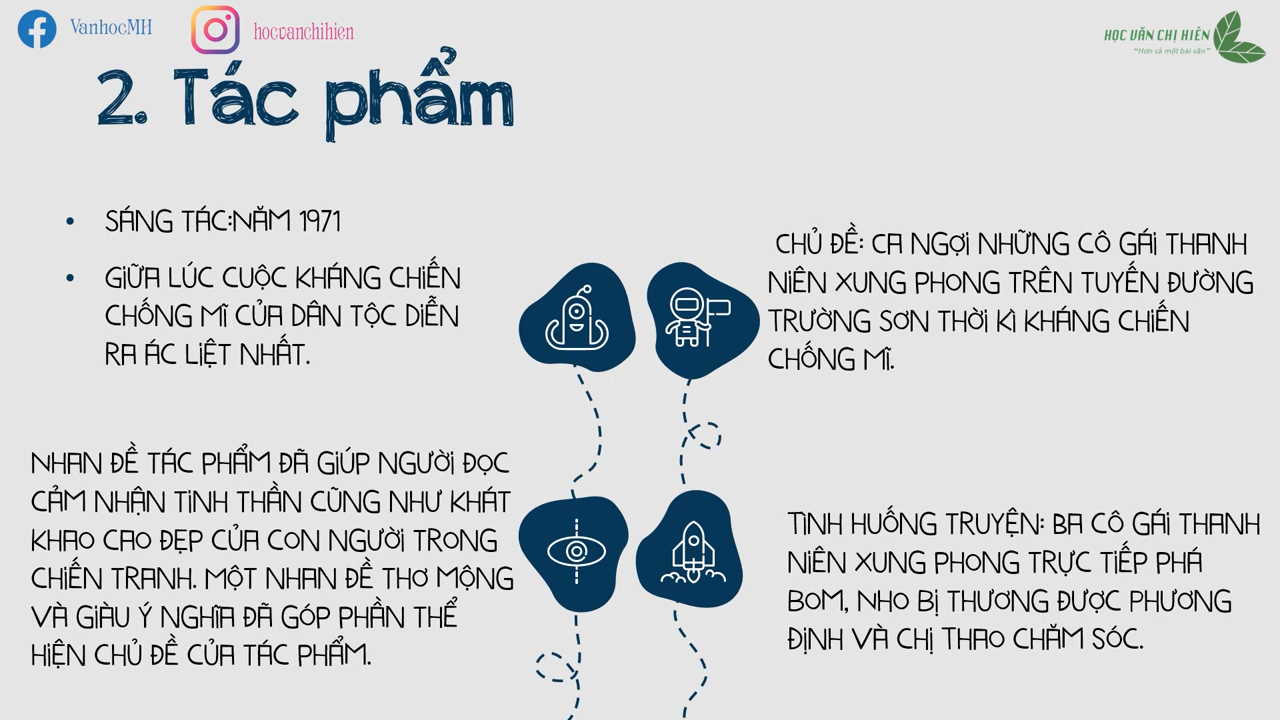 VanhocMH
hocvanchihien
HỌC VĂN CHỊ HIÊN
"Hơn cả một bài văn"
2. Tác phẩm
• SÁNG TÁC:NĂM 1971
• GIỮA LÚC CUỘC KHÁNG CHIẾN
CHỐNG MĨ CỦA DÂN TỘC DIỄN
RA ÁC LIỆT NHẤT.
CHỦ ĐỀ: CA NGỢI NHỮNG CÔ GÁI THANH
NIÊN XUNG PHONG TRÊN TUYẾN ĐƯỜNG
TRƯỜNG SƠN THỜI KÌ KHÁNG CHIẾN
CHỐNG MĨ.
NHAN ĐỀ TÁC PHẨM ĐÃ GIÚP NGƯỜI ĐỌC
CẢM NHẬN TINH THẦN CŨNG NHƯ KHÁT
KHAO CAO ĐẸP CỦA CON NGƯỜI TRONG
CHIẾN TRANH. MỘT NHAN ĐỀ THƠ MỘNG
VÀ GIÀU Ý NGHĨA ĐÃ GÓP PHẦN THỂ
HIỆN CHỦ ĐỀ CỦA TÁC PHẨM.
TÌNH HUỐNG TRUYỆN: BA CÔ GÁI THANH
NIÊN XUNG PHONG TRỰC TIẾP PHÁ
BOM, NHO BỊ THƯƠNG ĐƯỢC PHƯƠNG
ĐỊNH VÀ CHỊ THAO CHĂM SÓC.